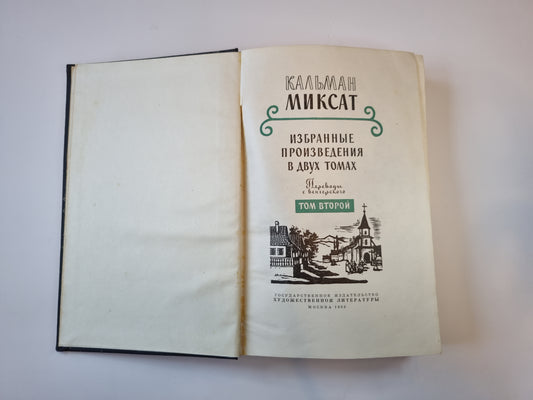 КАЛЬМАН
МИКСАТ
ИЗБРАННЫЕ
ПРОИЗВЕДЕНИЯ
В ДВУХ ТОМАХ
Переводы
с венгерского
ТОМ ВТОРОЙ
ГОСУДАРСТВЕННОЕ ИЗДАТЕЛЬСТВО
ХУДОЖЕСТВЕННОЙ ЛИТЕРАТУРЫ
МОСКВА